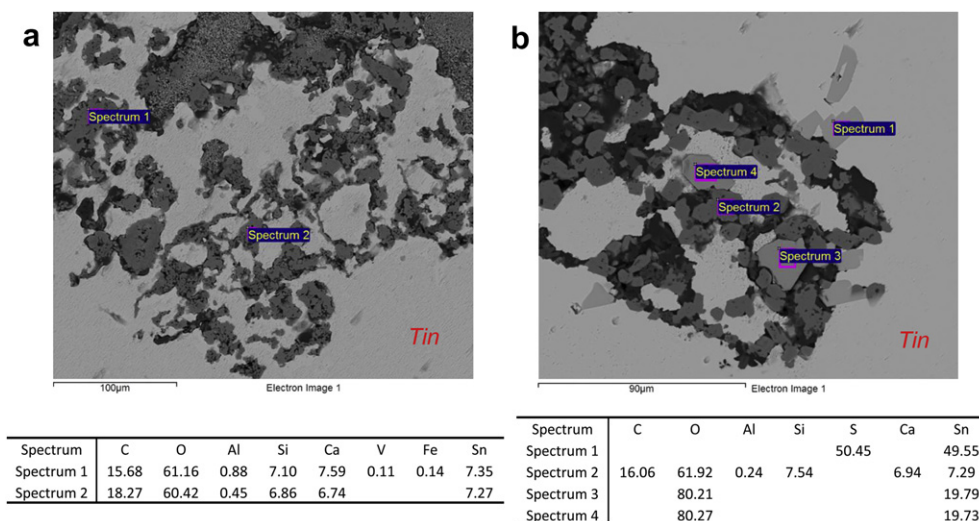 a
Spectrum 1
Spectrum 2
Tin
100µm Electron Image 1
Spectrum C O Al Si Ca V Fe Sn
Spectrum 1 15.68 61.16 0.88 7.10 7.59 0.11 0.14 7.35
Spectrum 2 18.27 60.42 0.45 6.86 6.74 7.27
b
Spectrum 1
Spectrum 4
Spectrum 2
Spectrum 3
Tin
90µm Electron Image 1
Spectrum C O Al Si S Ca Sn
Spectrum 1 50.45 49.55
Spectrum 2 16.06 61.92 0.24 7.54 6.94 7.29
Spectrum 3 80.21 19.79
Spectrum 4 80.27 19.73